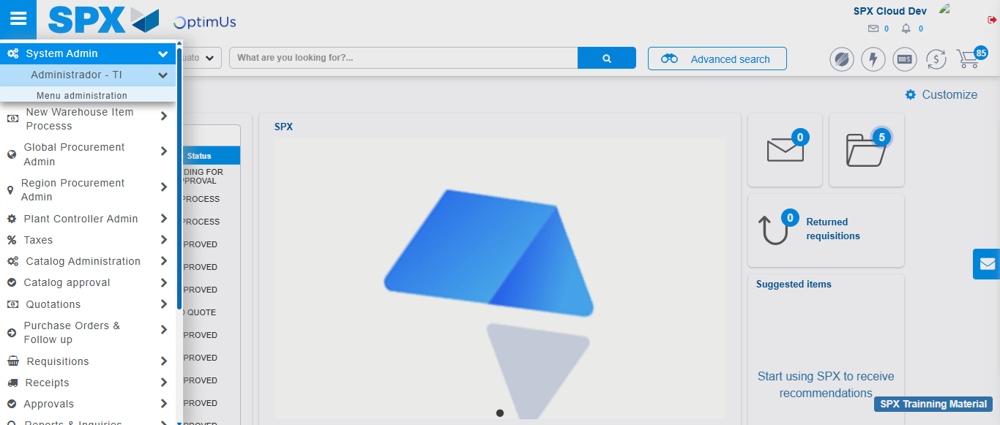 SPX
OptimUs
SPX Cloud Dev
0
0
System Admin
Administrador - TI
Menu administration
New Warehouse Item
Processs
Global Procurement
Admin
Region Procurement
Admin
Plant Controller Admin
Taxes
Catalog Administration
Catalog approval
Quotations
Purchase Orders &
Follow up
Requisitions
Receipts
Approvals
Reports & Inquiries
uato
What are you looking for?...
Advanced search
85
Customize
Status
DING FOR
PROVAL
PROCESS
PROCESS
PROVED
PROVED
PROVED
QUOTE
PROVED
PROVED
PROVED
PROVED
PROVED
SPX
0
5
0
Returned
requisitions
Suggested items
Start using SPX to receive
recommendations
SPX Trainning Material